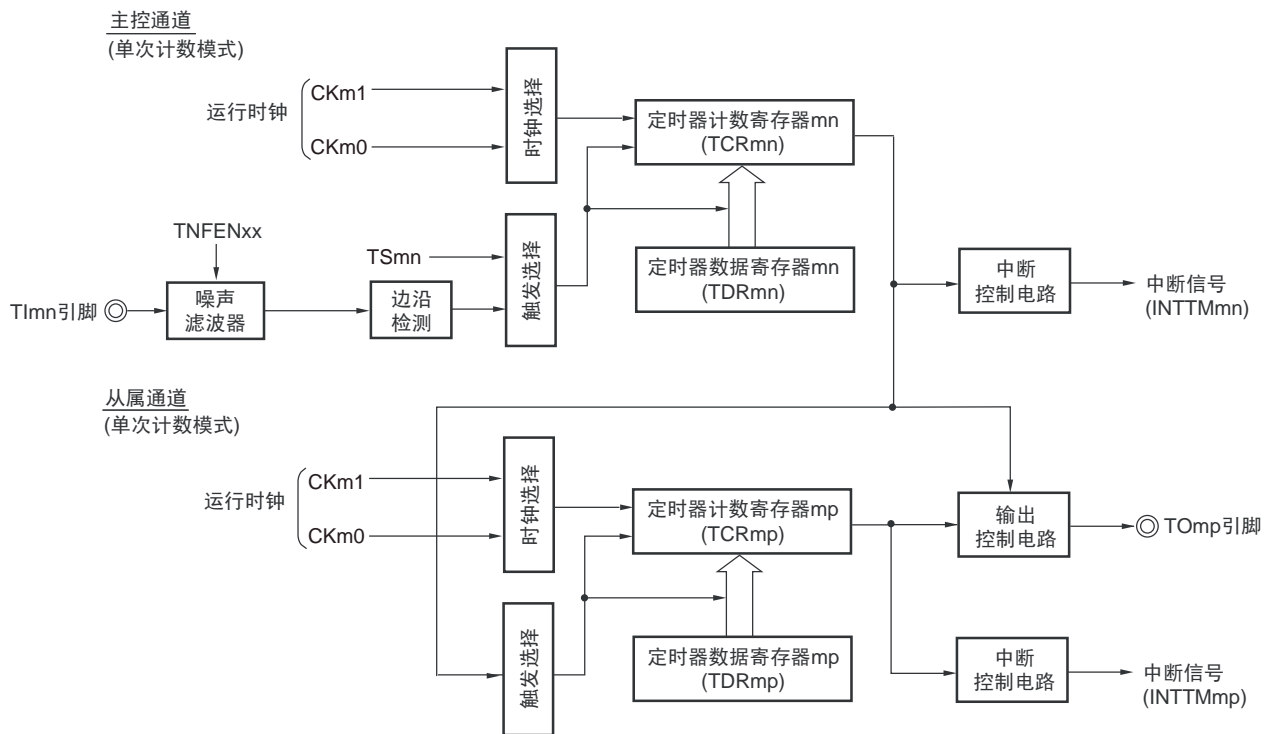 主控通道
(单次计数模式)
运行时钟
CKm1
CKm0
时钟选择
定时器计数寄存器mn
(TCRmn)
TNFENxx
TSmn
触发选择
定时器数据寄存器mn
(TDRmn)
中断
控制电路
中断信号
(INTTMmn)
TImn引脚
噪声
滤波器
边沿
检测
从属通道
(单次计数模式)
运行时钟
CKm1
CKm0
时钟选择
定时器计数寄存器mp
(TCRmp)
输出
控制电路
TOmp引脚
触发选择
定时器数据寄存器mp
(TDRmp)
中断
控制电路
中断信号
(INTTMmp)